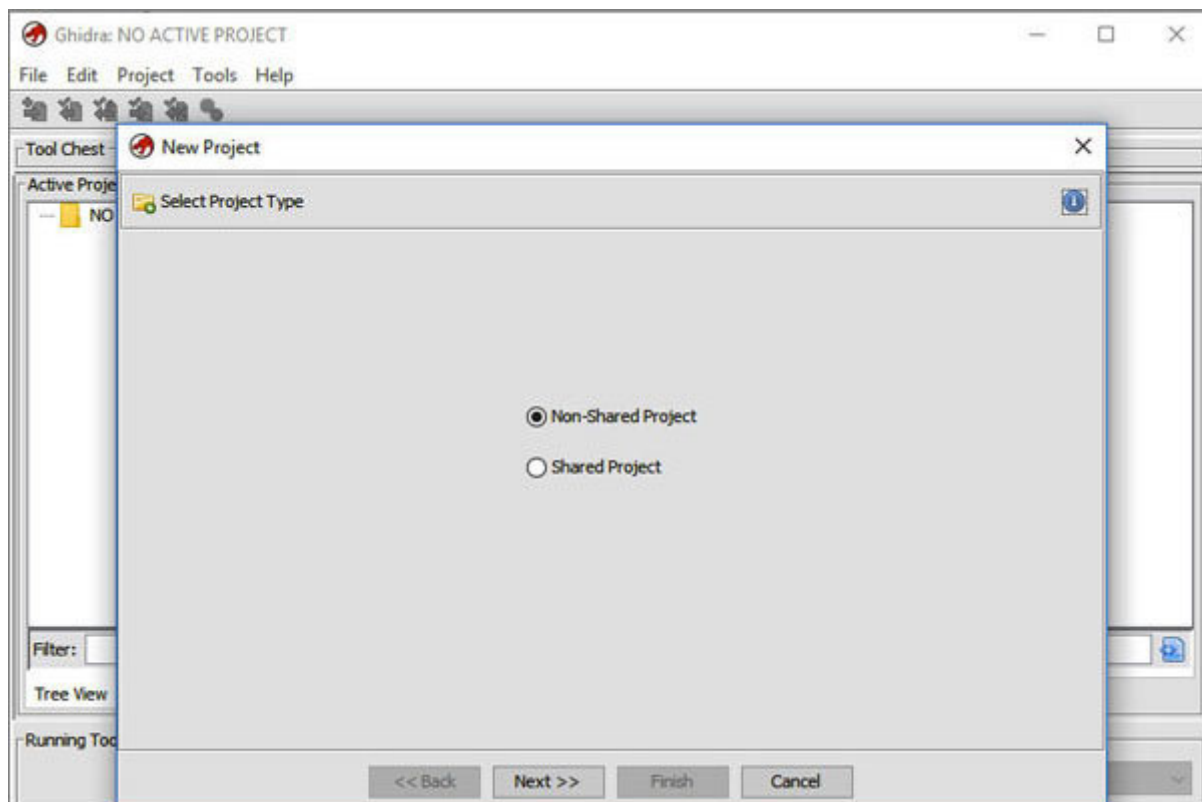 Ghidra: NO ACTIVE PROJECT
File Edit Project Tools Help
Tool Chest
New Project
Active Proje
Select Project Type
NO
Non-Shared Project
Shared Project
Filter:
Tree View
Running Too
<< Back Next >> Finish Cancel